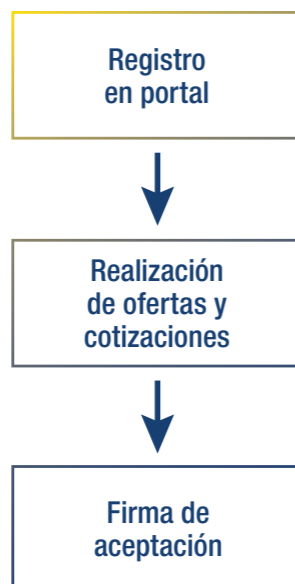 Registro
en portal
Realización
de ofertas y
cotizaciones
Firma de
aceptación